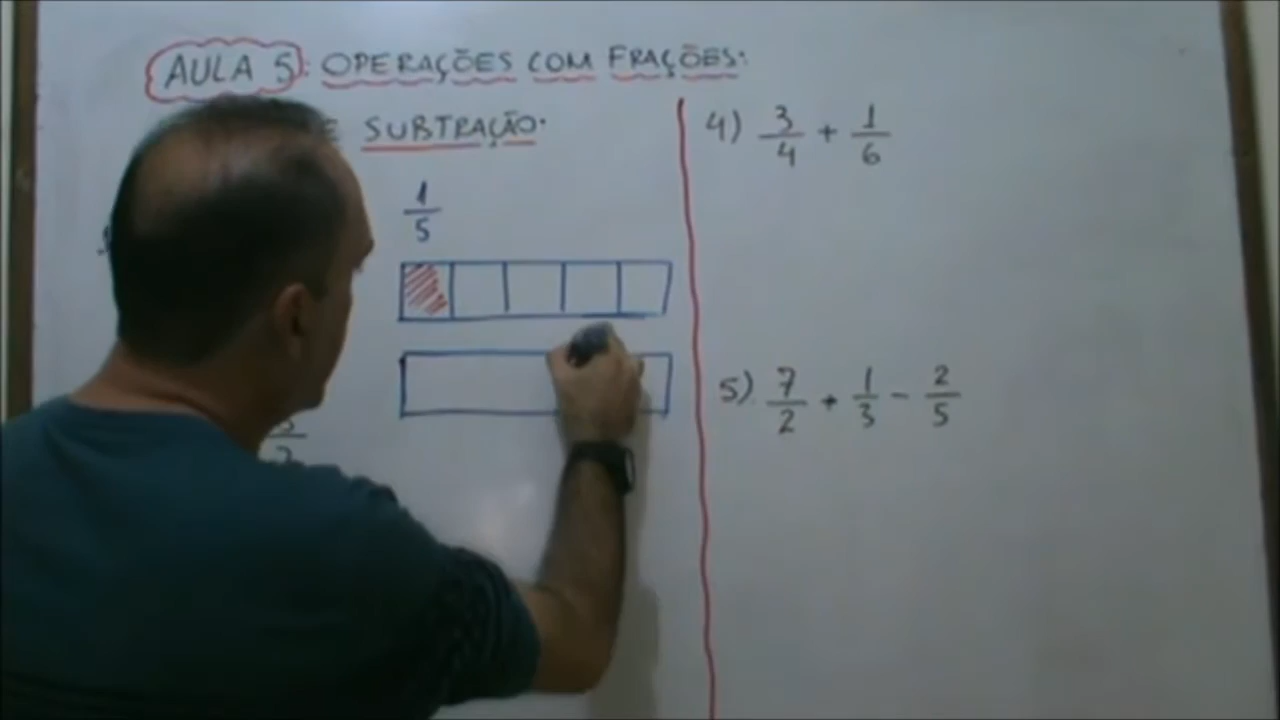 AULA 5: OPERAÇÕES COM FRAÇÕES.
E SUBTRAÇÃO.
1/5
4) 3/4 + 1/6
5) 7/2 + 1/3 - 2/5